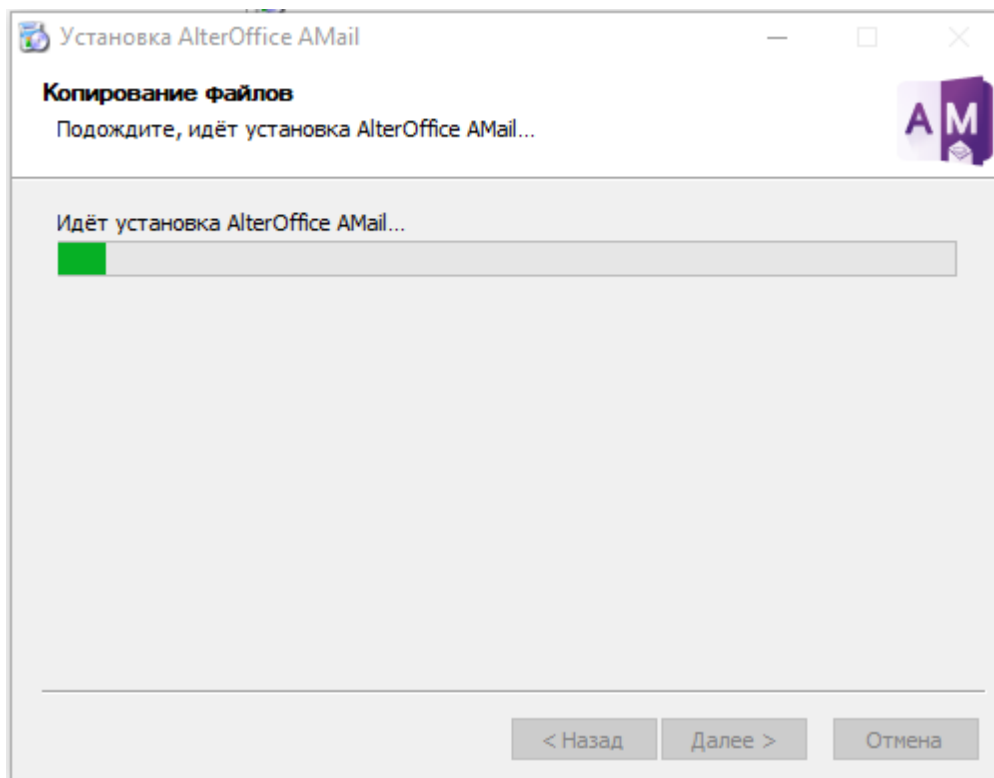 Установка AlterOffice AMail
Копирование файлов
Подождите, идёт установка AlterOffice AMail...
AM
Идёт установка AlterOffice AMail...
< Назад
Далее >
Отмена